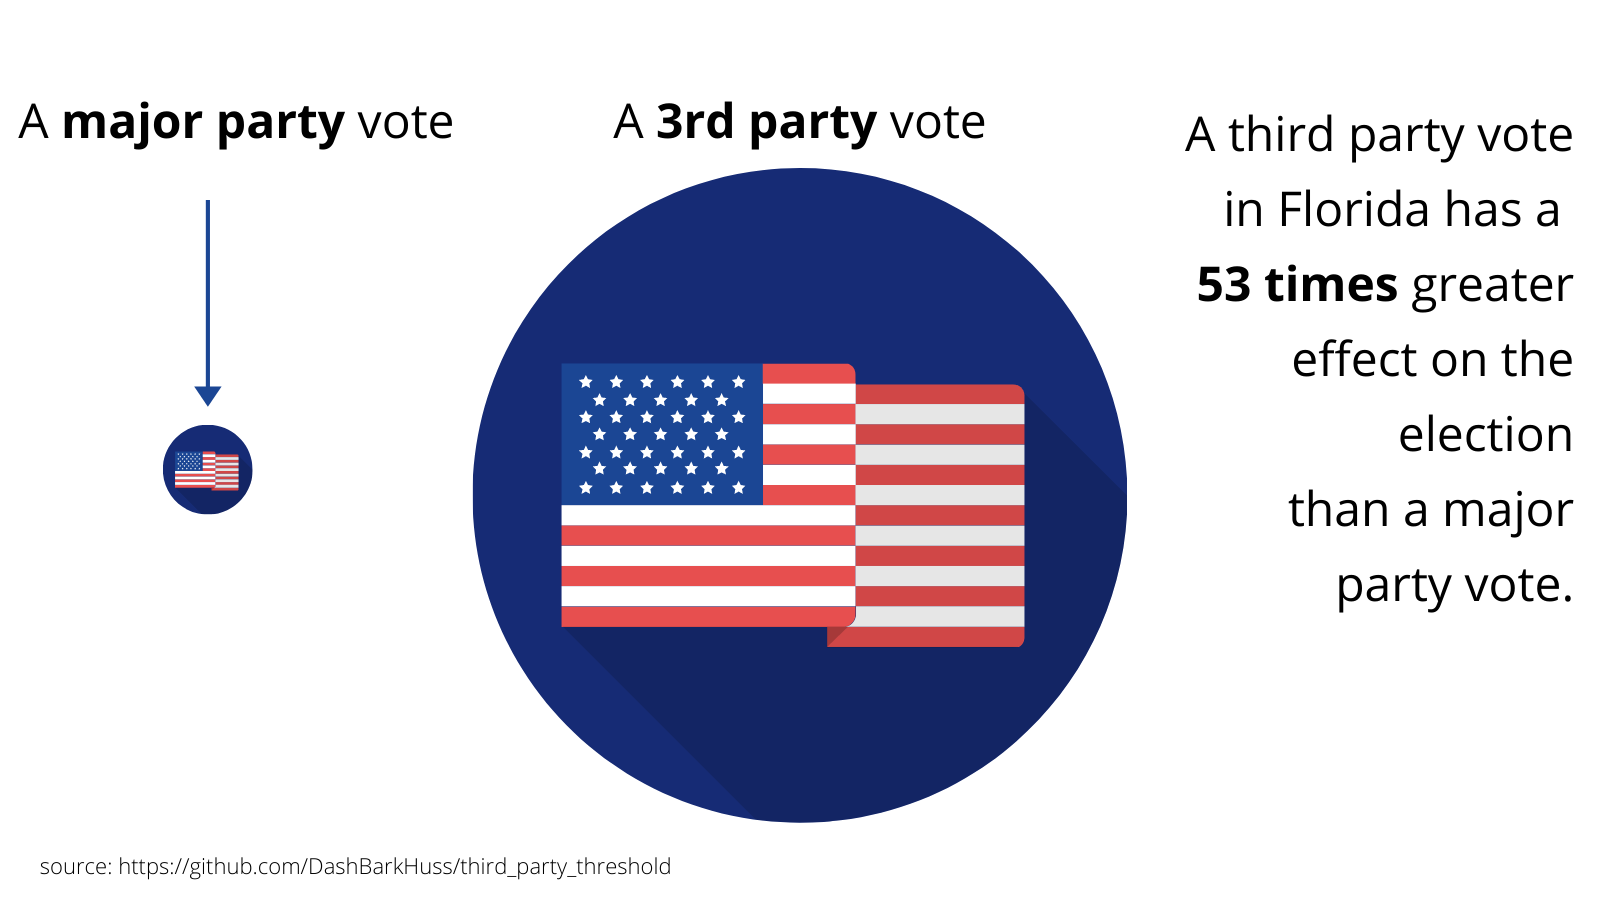 A major party vote
A 3rd party vote
A third party vote
in Florida has a
53 times greater
effect on the
election
than a major
party vote.
source: https://github.com/DashBarkHuss/third_party_threshold